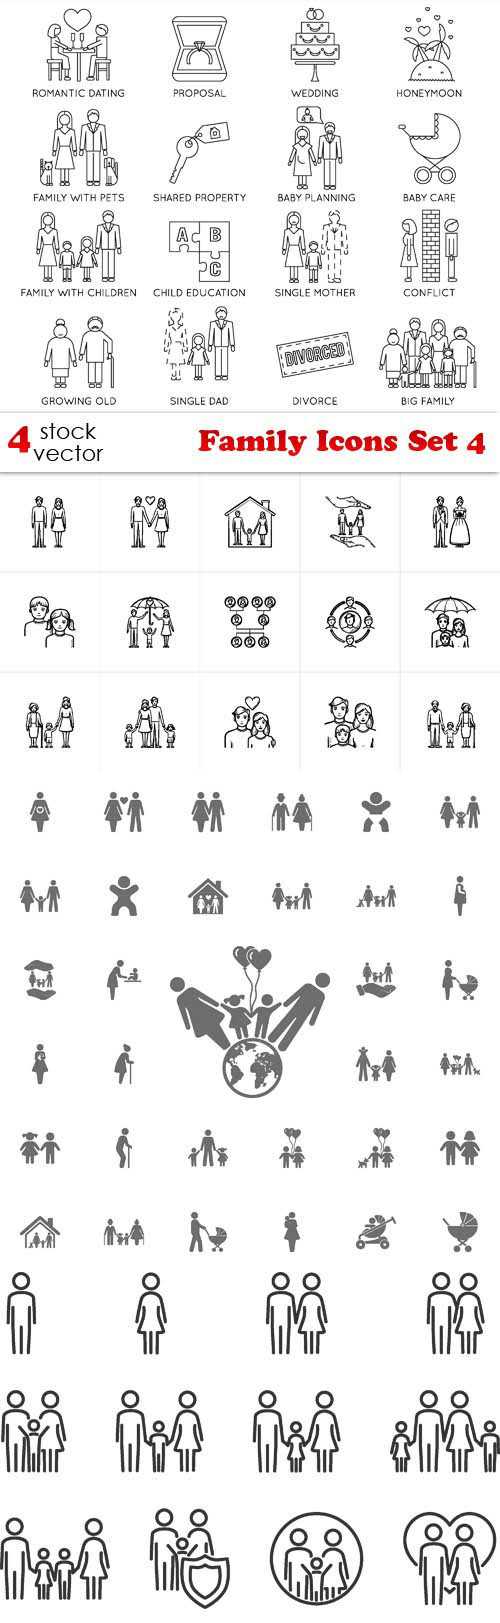 ROMANTIC DATING PROPOSAL WEDDING HONEYMOON
FAMILY WITH PETS SHARED PROPERTY BABY PLANNING BABY CARE
A B
C
FAMILY WITH CHILDREN CHILD EDUCATION SINGLE MOTHER CONFLICT
DIVORCED
GROWING OLD SINGLE DAD DIVORCE BIG FAMILY
4 stock vector
Family Icons Set 4